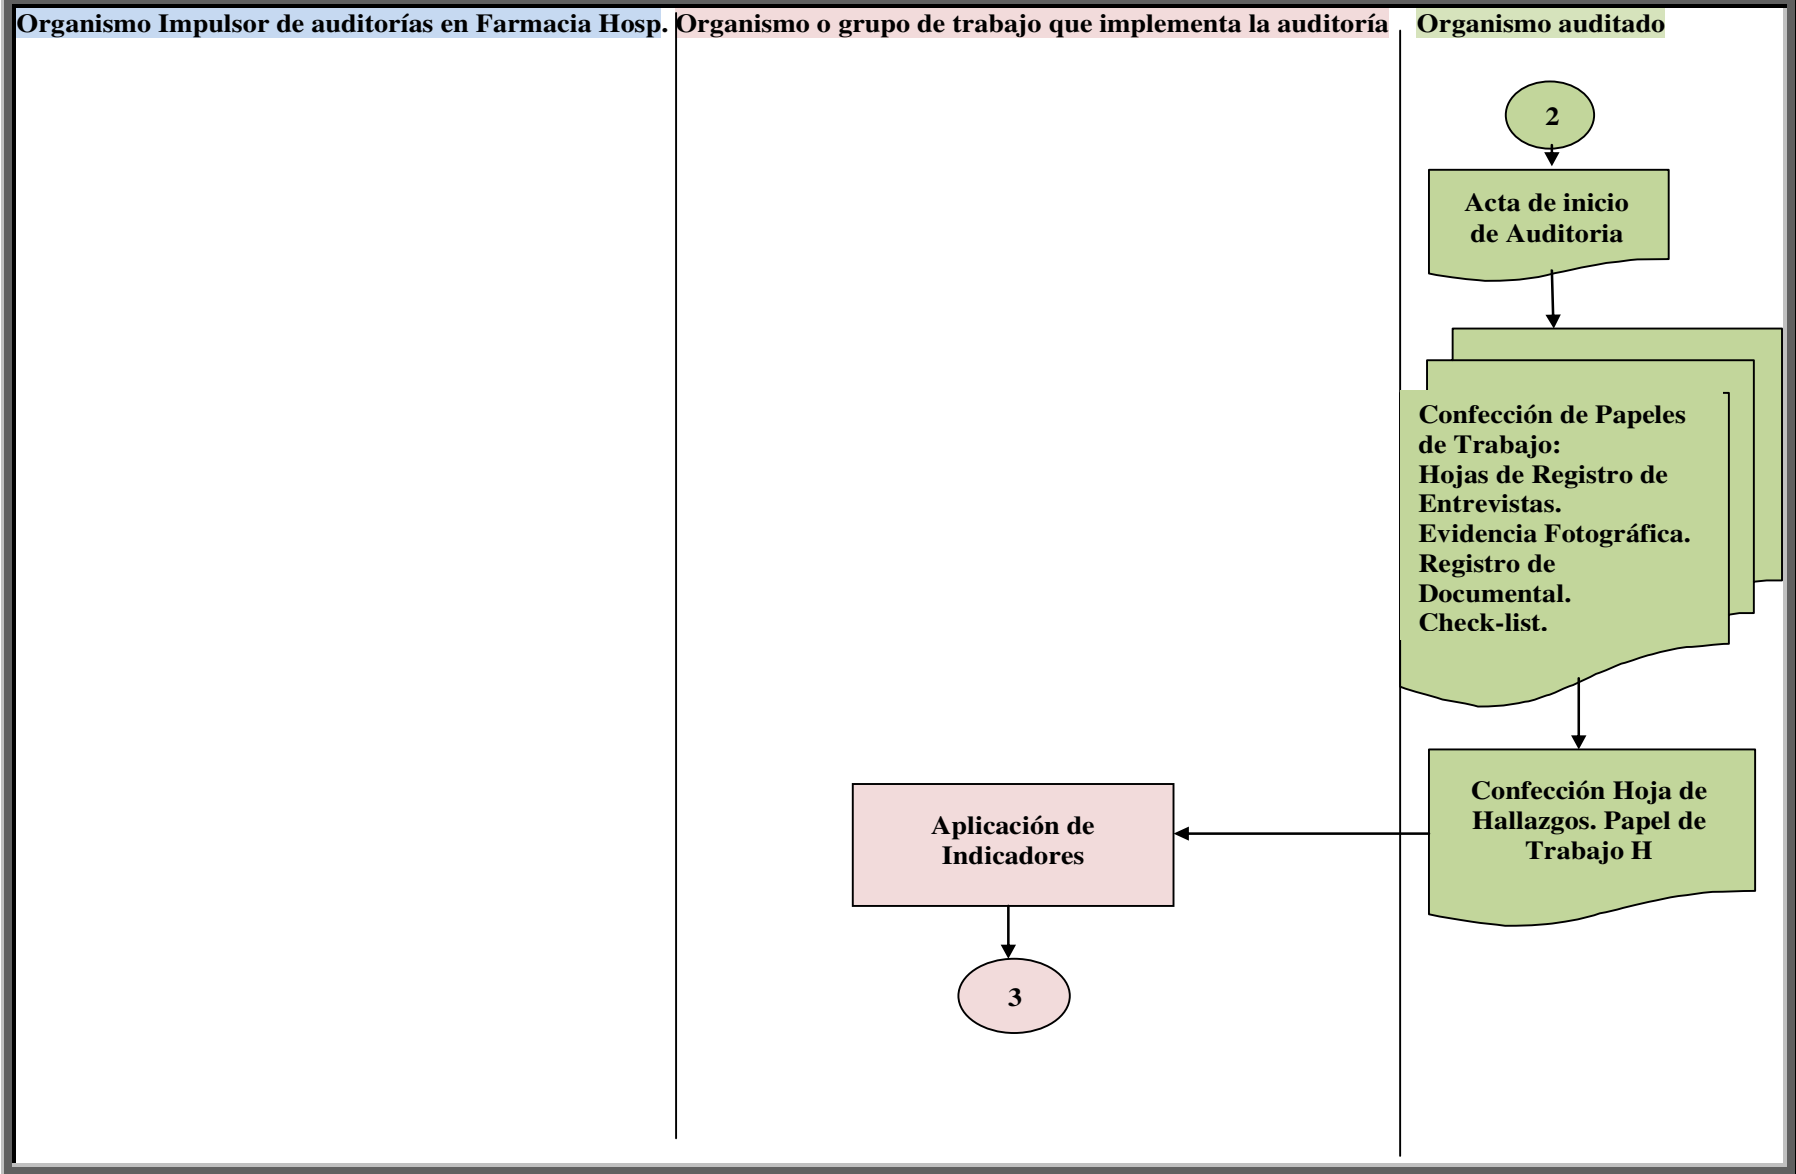 Organismo Impulsor de auditorías en Farmacia Hosp.
Organismo o grupo de trabajo que implementa la auditoría
Organismo auditado
2
Acta de inicio
de Auditoria
Confección de Papeles
de Trabajo:
Hojas de Registro de
Entrevistas.
Evidencia Fotográfica.
Registro de
Documental.
Check-list.
Confección Hoja de
Hallazgos. Papel de
Trabajo H
Aplicación de
Indicadores
3